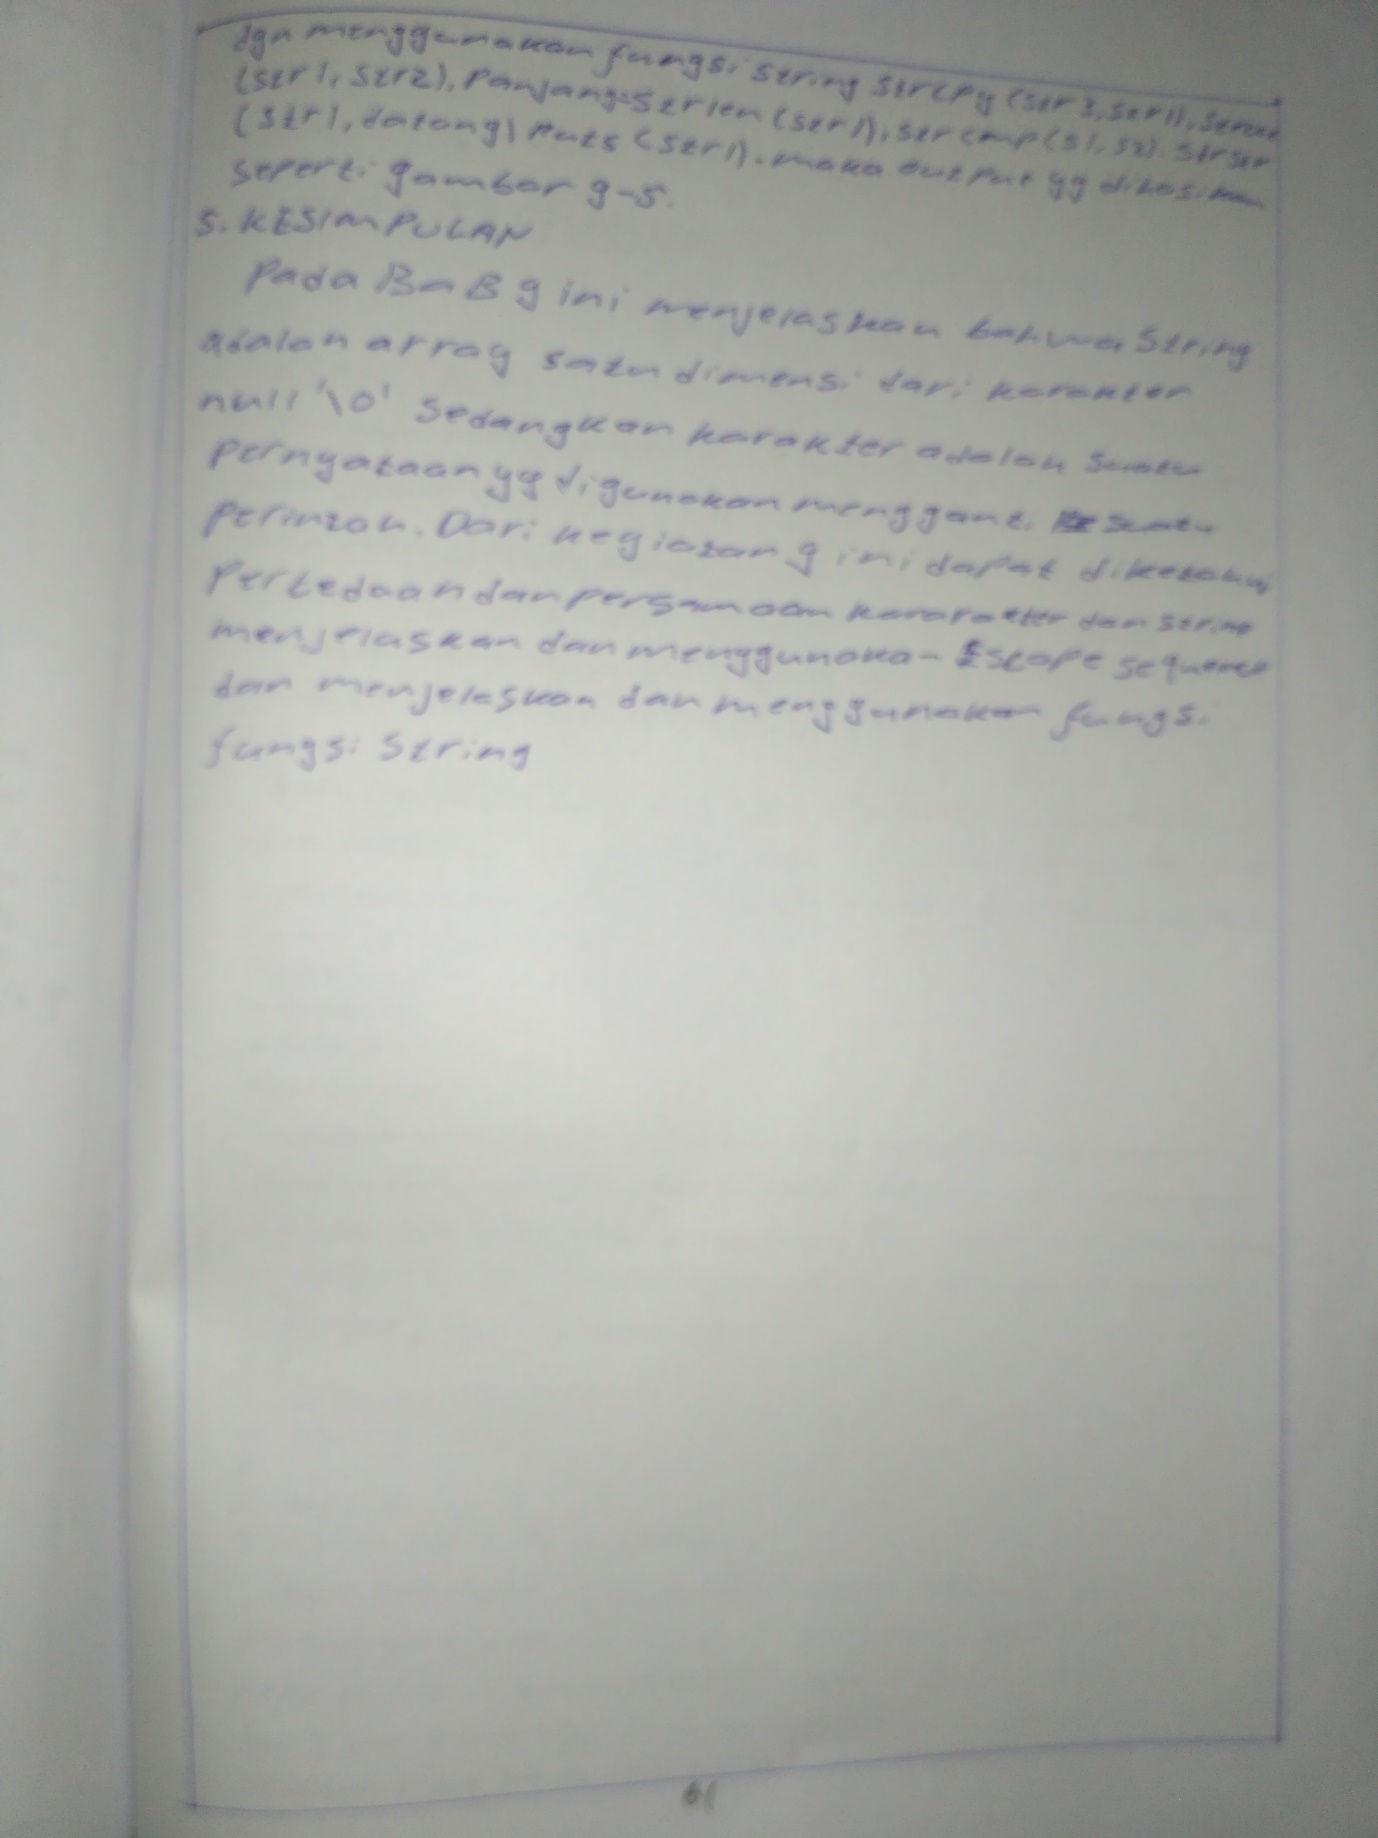 dgn menggunakan fungsi string strcpy (str3,str1), strcat
(str1, str2), Panjang=strlen (str1), strcmp(s1, s2). strstr
(str1, datang) Puts (str1). maka output yg dihasilkan
seperti gambar 9-5.
5. KESIMPULAN
Pada BAB 9 ini menjelaskan bahwa String
adalah array satu dimensi dari karakter
null '\0' sedangkan karakter adalah suatu
pernyataan yg digunakan mengganti suatu
perintah. Dari kegiatan 9 ini dapat diketahui
perbedaan dan persamaan kararakter dan string
menjelaskan dan menggunakan Escape sequence
dan menjelaskan dan menggunakan fungsi
fungsi string
61